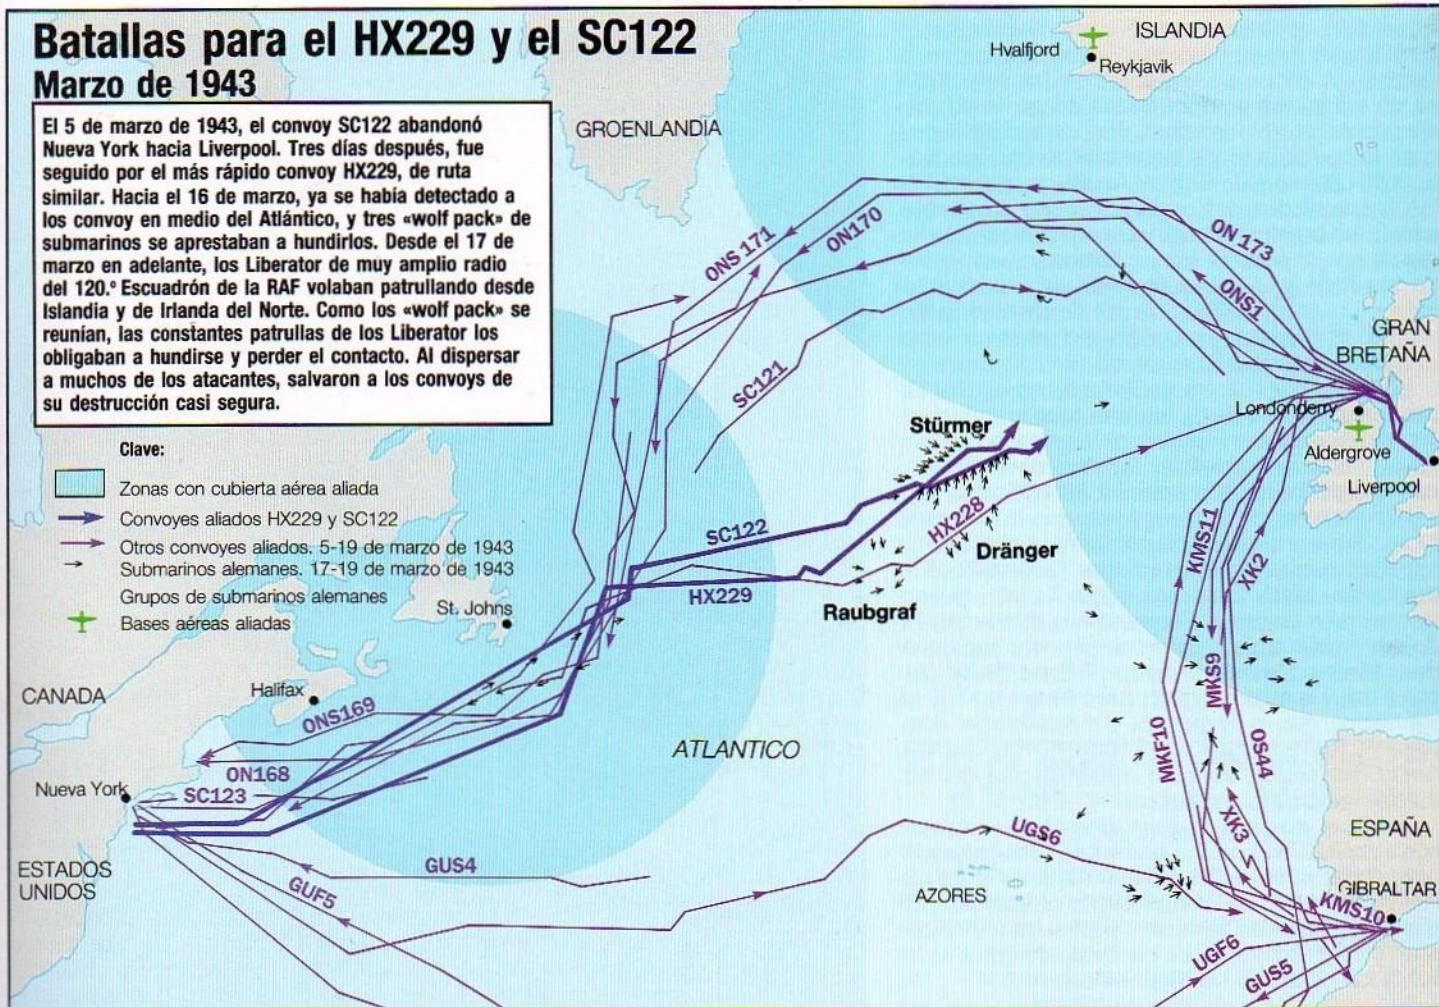 Batallas para el HX229 y el SC122
Marzo de 1943
El 5 de marzo de 1943, el convoy SC122 abandonó
Nueva York hacia Liverpool. Tres días después, fue
seguido por el más rápido convoy HX229, de ruta
similar. Hacia el 16 de marzo, ya se había detectado a
los convoy en medio del Atlántico, y tres «wolf pack» de
submarinos se aprestaban a hundirlos. Desde el 17 de
marzo en adelante, los Liberator de muy amplio radio
del 120.º Escuadrón de la RAF volaban patrullando desde
Islandia y de Irlanda del Norte. Como los «wolf pack» se
reunían, las constantes patrullas de los Liberator los
obligaban a hundirse y perder el contacto. Al dispersar
a muchos de los atacantes, salvaron a los convoys de
su destrucción casi segura.
Clave:
Zonas con cubierta aérea aliada
Convoyes aliados HX229 y SC122
Otros convoyes aliados. 5-19 de marzo de 1943
Submarinos alemanes. 17-19 de marzo de 1943
Grupos de submarinos alemanes
Bases aéreas aliadas
ISLANDIA
Hvalfjord
Reykjavik
GROENLANDIA
ONS 171
ON170
ON 173
ONS1
GRAN
BRETAÑA
SC121
Londonderry
Aldergrove
Liverpool
Stürmer
SC122
HX228
Dränger
HX229
Raubgraf
KMS11
XK2
St. Johns
CANADA
Halifax
ONS169
MKS9
MKF10
OS44
ATLANTICO
ON168
SC123
Nueva York
XK3
ESPAÑA
UGS6
ESTADOS
UNIDOS
GUS4
GUF5
AZORES
GIBRALTAR
KMS10
UGF6
GUS5